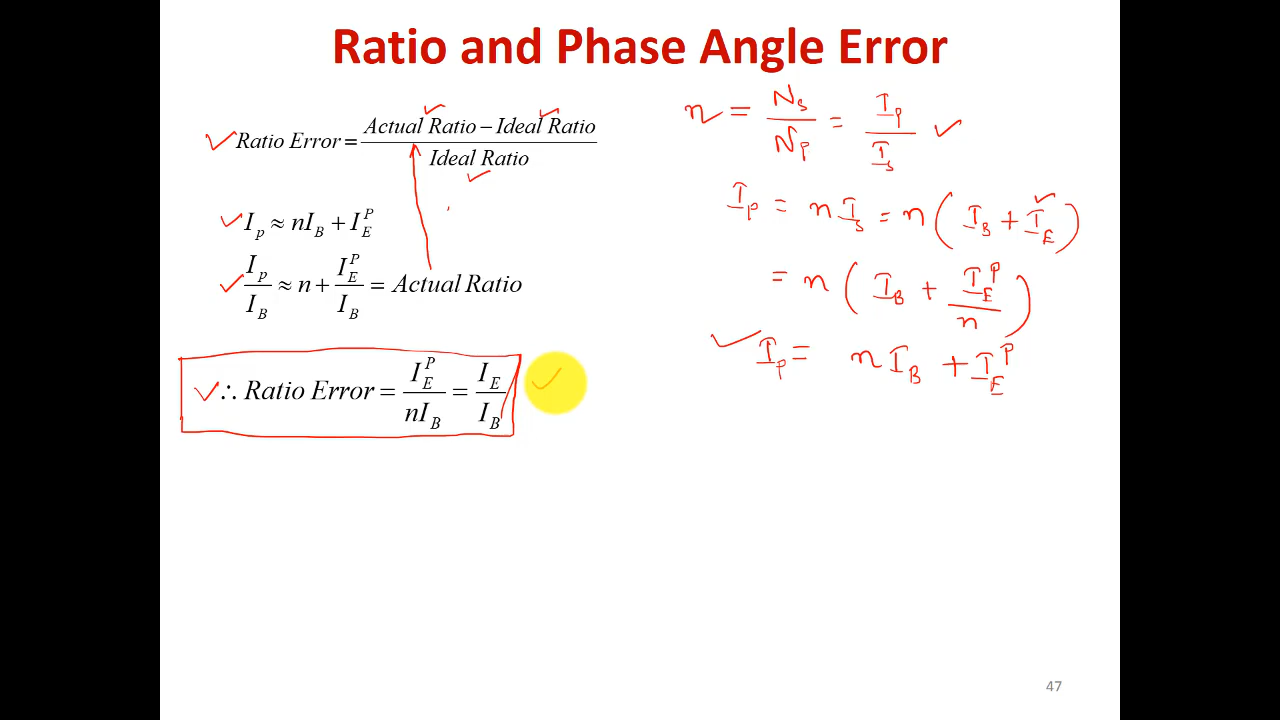 Ratio and Phase Angle Error
Ratio Error = (Actual Ratio − Ideal Ratio) / Ideal Ratio
I_p ≈ nI_B + I_E^P
I_p / I_B ≈ n + I_E^P / I_B = Actual Ratio
∴ Ratio Error = I_E^P / nI_B = I_E / I_B
n = N_s / N_p = I_p / I_s
I_p = n I_s = n ( I_B + I_E )
= n ( I_B + I_E^P / n )
I_p = n I_B + I_E^P
47